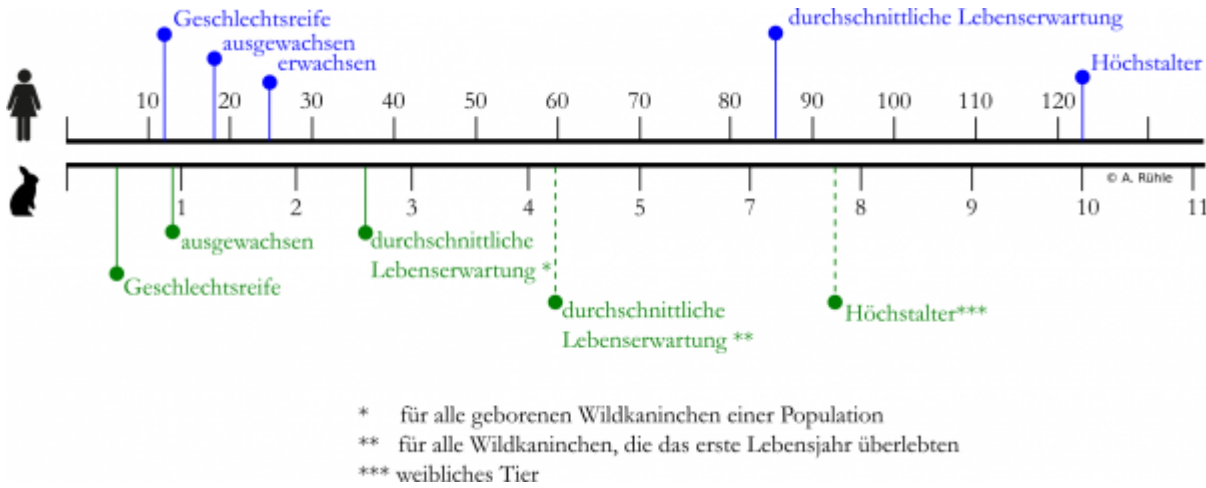 Geschlechtsreife
durchschnittliche Lebenserwartung
ausgewachsen
erwachsen
Höchstalter
10 20 30 40 50 60 70 80 90 100 110 120
© A. Rühle
1 2 3 4 5 6 7 8 9 10 11
ausgewachsen
durchschnittliche
Lebenserwartung *
Geschlechtsreife
durchschnittliche
Lebenserwartung **
Höchstalter***
* für alle geborenen Wildkaninchen einer Population
** für alle Wildkaninchen, die das erste Lebensjahr überlebten
*** weibliches Tier